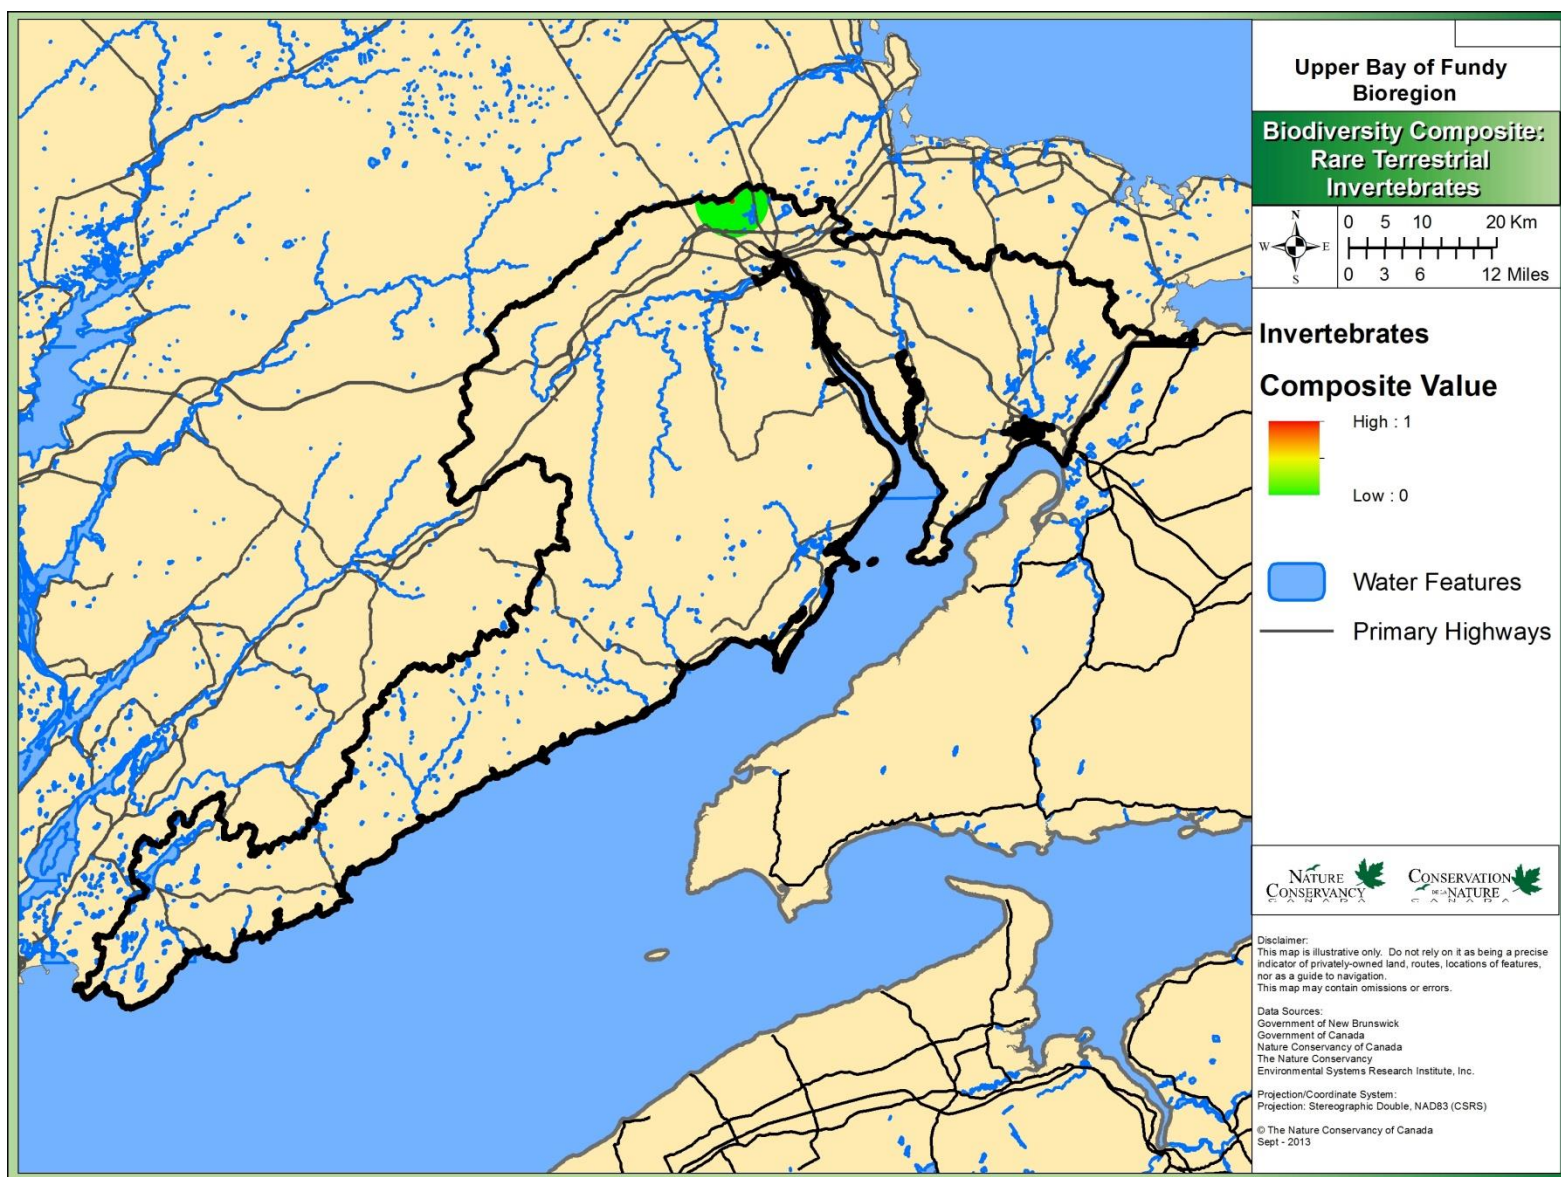 Upper Bay of Fundy
Bioregion
Biodiversity Composite:
Rare Terrestrial
Invertebrates
N
W E
S
0 5 10 20 Km
0 3 6 12 Miles
Invertebrates
Composite Value
High : 1
Low : 0
Water Features
Primary Highways
NATURE
CONSERVANCY
CANADA
CONSERVATION
DE LA NATURE
CANADA
Disclaimer:
This map is illustrative only. Do not rely on it as being a precise
indicator of privately-owned land, routes, locations of features,
nor as a guide to navigation.
This map may contain omissions or errors.
Data Sources:
Government of New Brunswick
Government of Canada
Nature Conservancy of Canada
The Nature Conservancy
Environmental Systems Research Institute, Inc.
Projection/Coordinate System:
Projection: Stereographic Double, NAD83 (CSRS)
© The Nature Conservancy of Canada
Sept - 2013